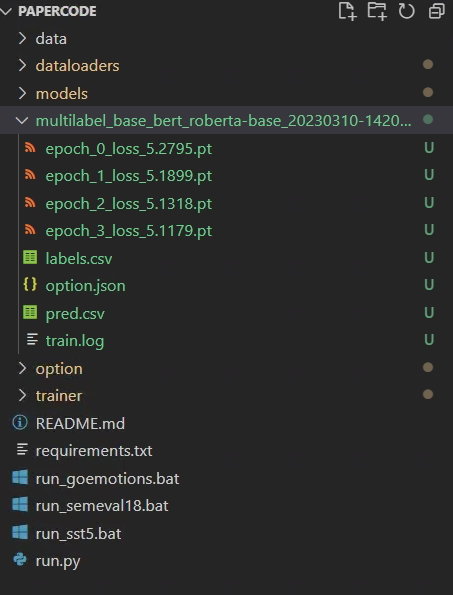 PAPERCODE
data
dataloaders
models
multilabel_base_bert_roberta-base_20230310-1420...
epoch_0_loss_5.2795.pt U
epoch_1_loss_5.1899.pt U
epoch_2_loss_5.1318.pt U
epoch_3_loss_5.1179.pt U
labels.csv U
{} option.json U
pred.csv U
train.log U
option
trainer
README.md
requirements.txt
run_goemotions.bat
run_semeval18.bat
run_sst5.bat
run.py